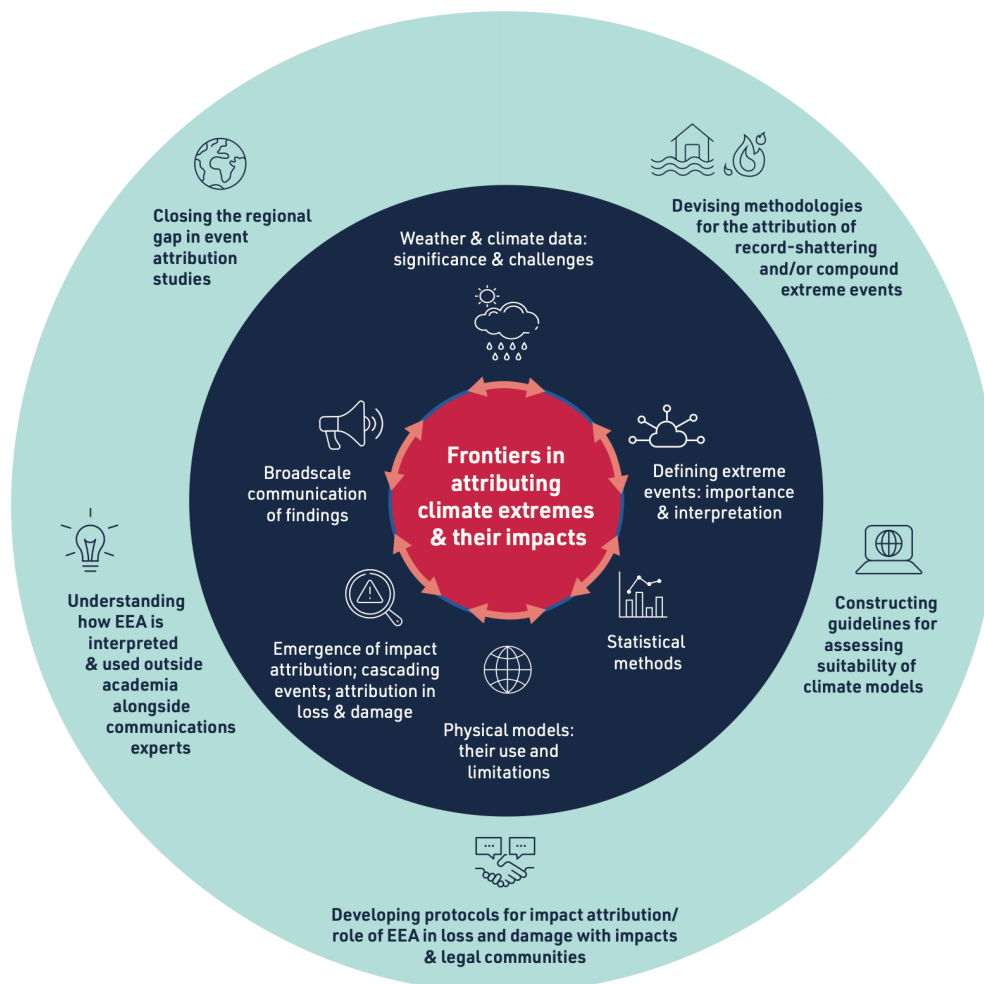 Closing the regional
gap in event
attribution
studies
Devising methodologies
for the attribution of
record-shattering
and/or compound
extreme events
Weather & climate data:
significance & challenges
Broadscale
communication
of findings
Frontiers in
attributing
climate extremes
& their impacts
Defining extreme
events: importance
& interpretation
Understanding
how EEA is
interpreted
& used outside
academia
alongside
communications
experts
Emergence of impact
attribution; cascading
events; attribution in
loss & damage
Statistical
methods
Constructing
guidelines for
assessing
suitability of
climate models
Physical models:
their use and
limitations
Developing protocols for impact attribution/
role of EEA in loss and damage with impacts
& legal communities